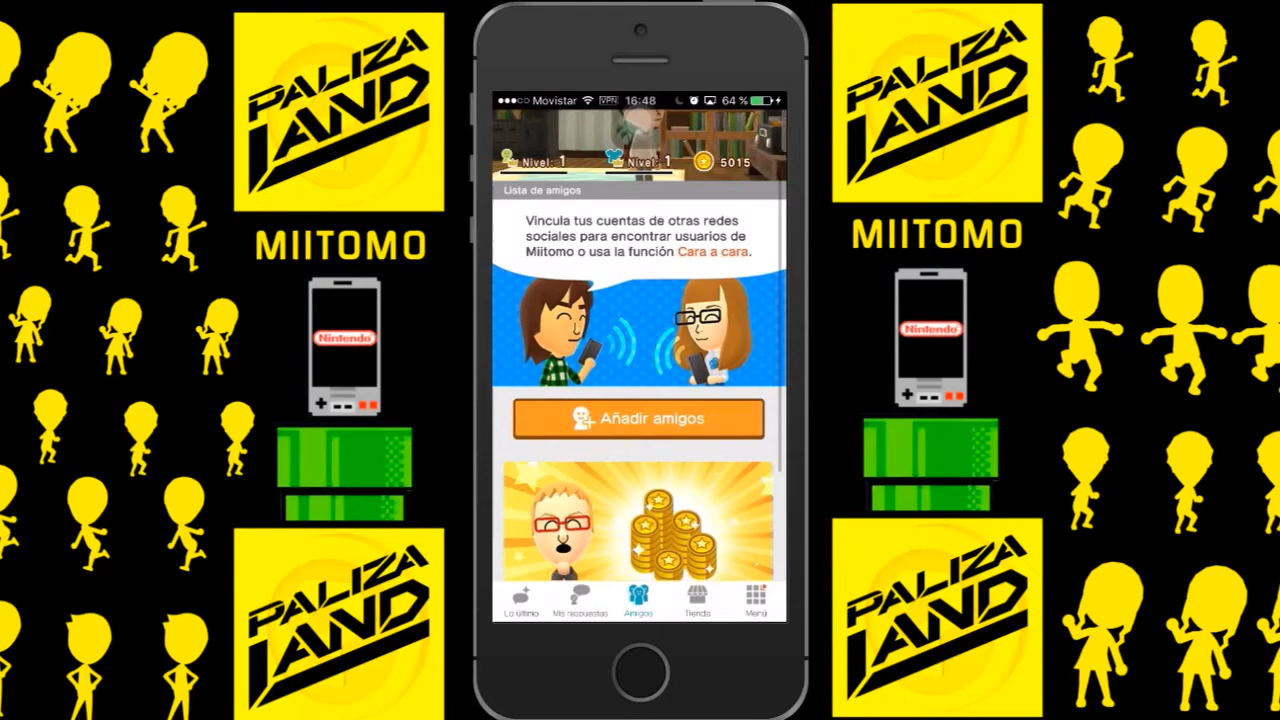 PALIZA
LAND
MIITOMO
Nintendo
PALIZA
LAND
Movistar VPN 16:48 64 %
Nivel: 1 Nivel: 1 5015
Lista de amigos
Vincula tus cuentas de otras redes
sociales para encontrar usuarios de
Miitomo o usa la función Cara a cara.
Añadir amigos
Lo último Mis respuestas Amigos Tienda Menú
PALIZA
LAND
MIITOMO
Nintendo
PALIZA
LAND